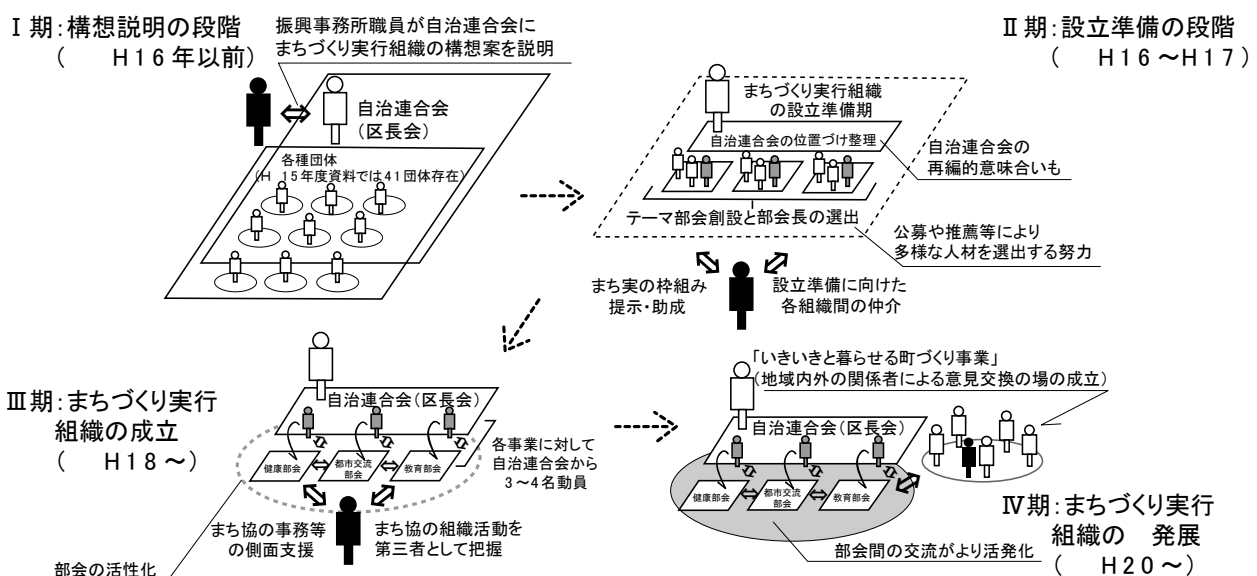 Ⅰ期：構想説明の段階
（　H16年以前）
振興事務所職員が自治連合会に
まちづくり実行組織の構想案を説明
自治連合会
（区長会）
各種団体
（H 15年度資料では41団体存在）
Ⅱ期：設立準備の段階
（　H16～H17）
まちづくり実行組織
の設立準備期
自治連合会の位置づけ整理
自治連合会の
再編的意味合いも
テーマ部会創設と部会長の選出
公募や推薦等により
多様な人材を選出する努力
まち実の枠組み
提示・助成
設立準備に向けた
各組織間の仲介
Ⅲ期：まちづくり実行
組織の成立
（　H18～）
自治連合会（区長会）
健康部会
都市交流
部会
教育部会
各事業に対して
自治連合会から
3～4名動員
まち協の事務等
の側面支援
まち協の組織活動を
第三者として把握
部会の活性化
「いきいきと暮らせる町づくり事業」
（地域内外の関係者による意見交換の場の成立）
自治連合会（区長会）
健康部会
都市交流
部会
教育部会
部会間の交流がより活発化
Ⅳ期：まちづくり実行
組織の　発展
（　H20～）